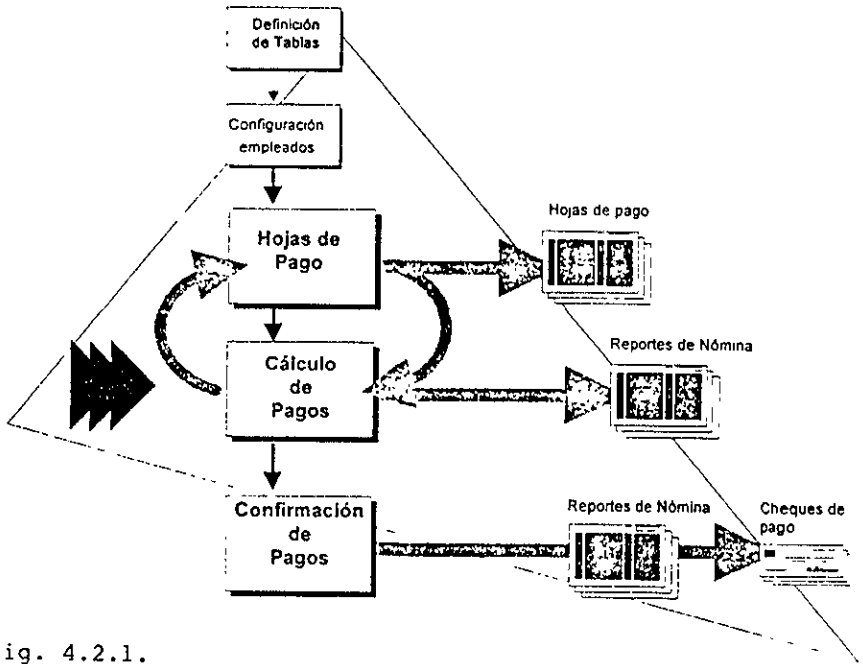 Definición
de Tablas
Configuración
empleados
Hojas de
Pago
Hojas de pago
Cálculo
de
Pagos
Reportes de Nómina
Confirmación
de
Pagos
Reportes de Nómina
Cheques de
pago
ig. 4.2.1.